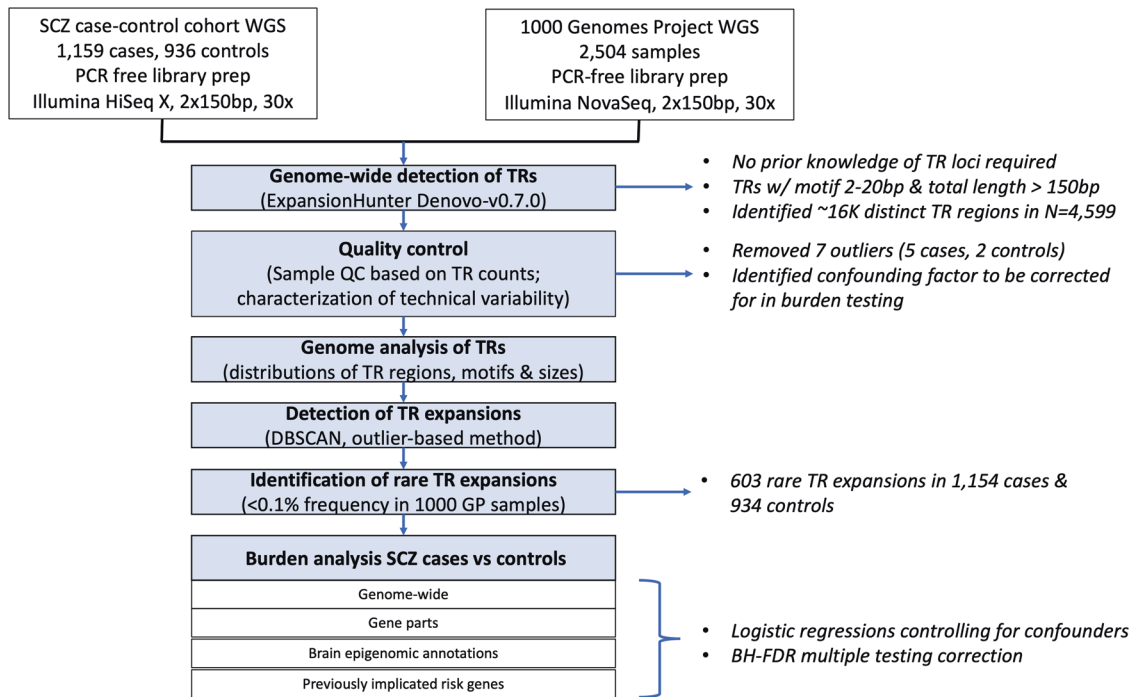 SCZ case-control cohort WGS
1,159 cases, 936 controls
PCR free library prep
Illumina HiSeq X, 2x150bp, 30x
1000 Genomes Project WGS
2,504 samples
PCR-free library prep
Illumina NovaSeq, 2x150bp, 30x
Genome-wide detection of TRs
(ExpansionHunter Denovo-v0.7.0)
• No prior knowledge of TR loci required
• TRs w/ motif 2-20bp & total length > 150bp
• Identified ~16K distinct TR regions in N=4,599
Quality control
(Sample QC based on TR counts;
characterization of technical variability)
• Removed 7 outliers (5 cases, 2 controls)
• Identified confounding factor to be corrected
for in burden testing
Genome analysis of TRs
(distributions of TR regions, motifs & sizes)
Detection of TR expansions
(DBSCAN, outlier-based method)
Identification of rare TR expansions
(<0.1% frequency in 1000 GP samples)
• 603 rare TR expansions in 1,154 cases &
934 controls
Burden analysis SCZ cases vs controls
Genome-wide
Gene parts
Brain epigenomic annotations
Previously implicated risk genes
• Logistic regressions controlling for confounders
• BH-FDR multiple testing correction